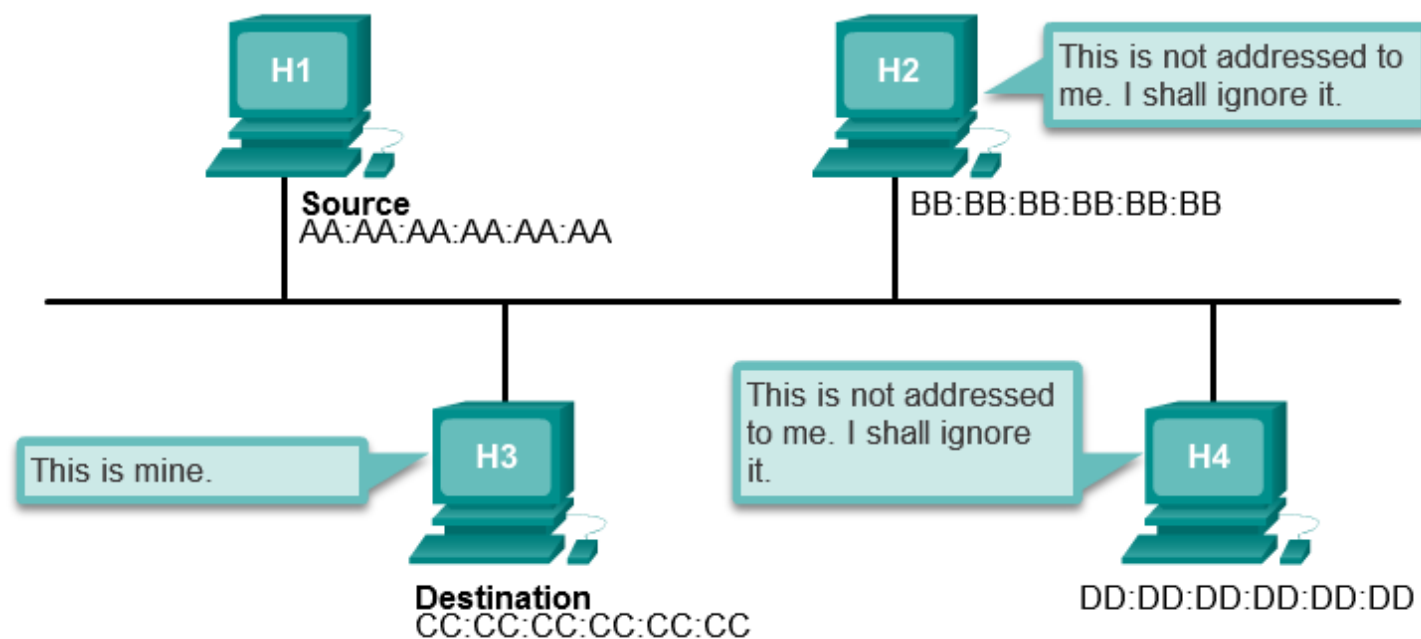 H1
H2
This is not addressed to
me. I shall ignore it.
Source
AA:AA:AA:AA:AA:AA
BB:BB:BB:BB:BB:BB
This is mine.
H3
This is not addressed
to me. I shall ignore
it.
H4
Destination
CC:CC:CC:CC:CC:CC
DD:DD:DD:DD:DD:DD